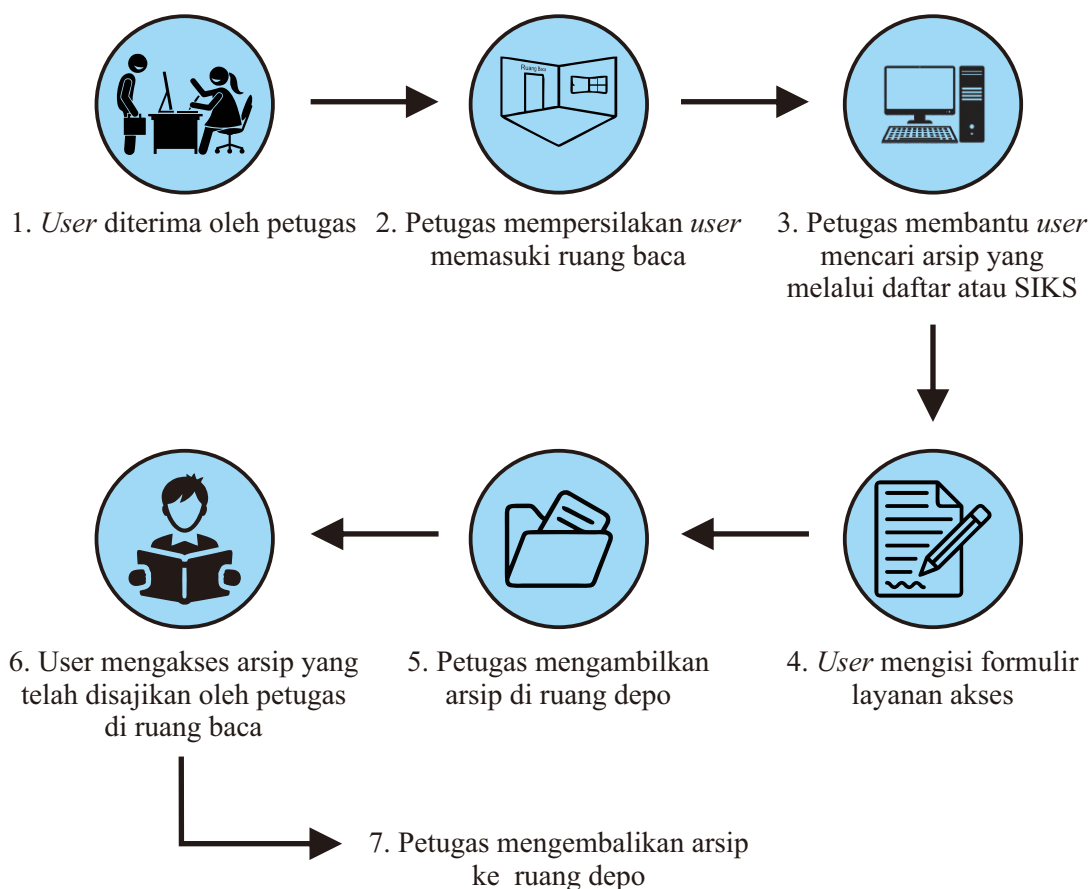 Ruang Baca
1. User diterima oleh petugas
2. Petugas mempersilakan user
memasuki ruang baca
3. Petugas membantu user
mencari arsip yang
melalui daftar atau SIKS
4. User mengisi formulir
layanan akses
5. Petugas mengambilkan
arsip di ruang depo
6. User mengakses arsip yang
telah disajikan oleh petugas
di ruang baca
7. Petugas mengembalikan arsip
ke ruang depo